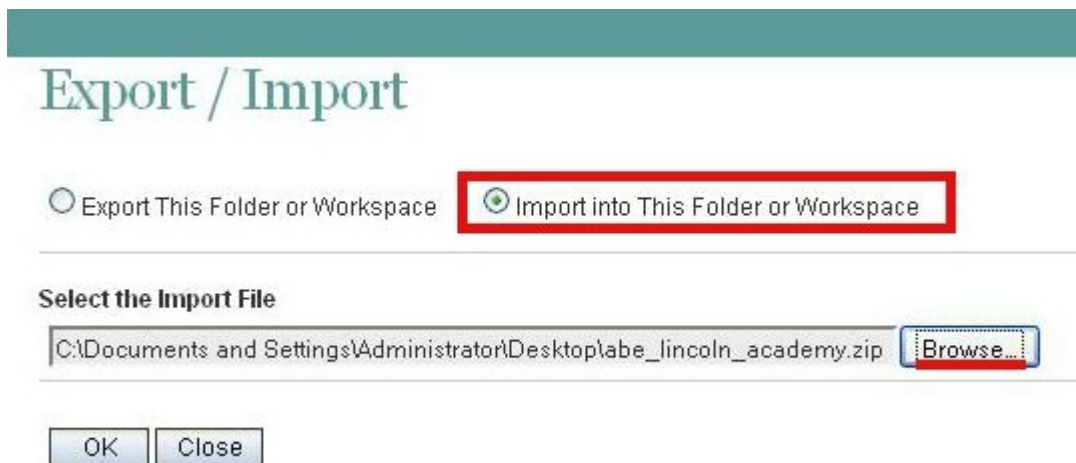 Export / Import
Export This Folder or Workspace Import into This Folder or Workspace
Select the Import File
C:\Documents and Settings\Administrator\Desktop\abe_lincoln_academy.zip Browse...
OK Close